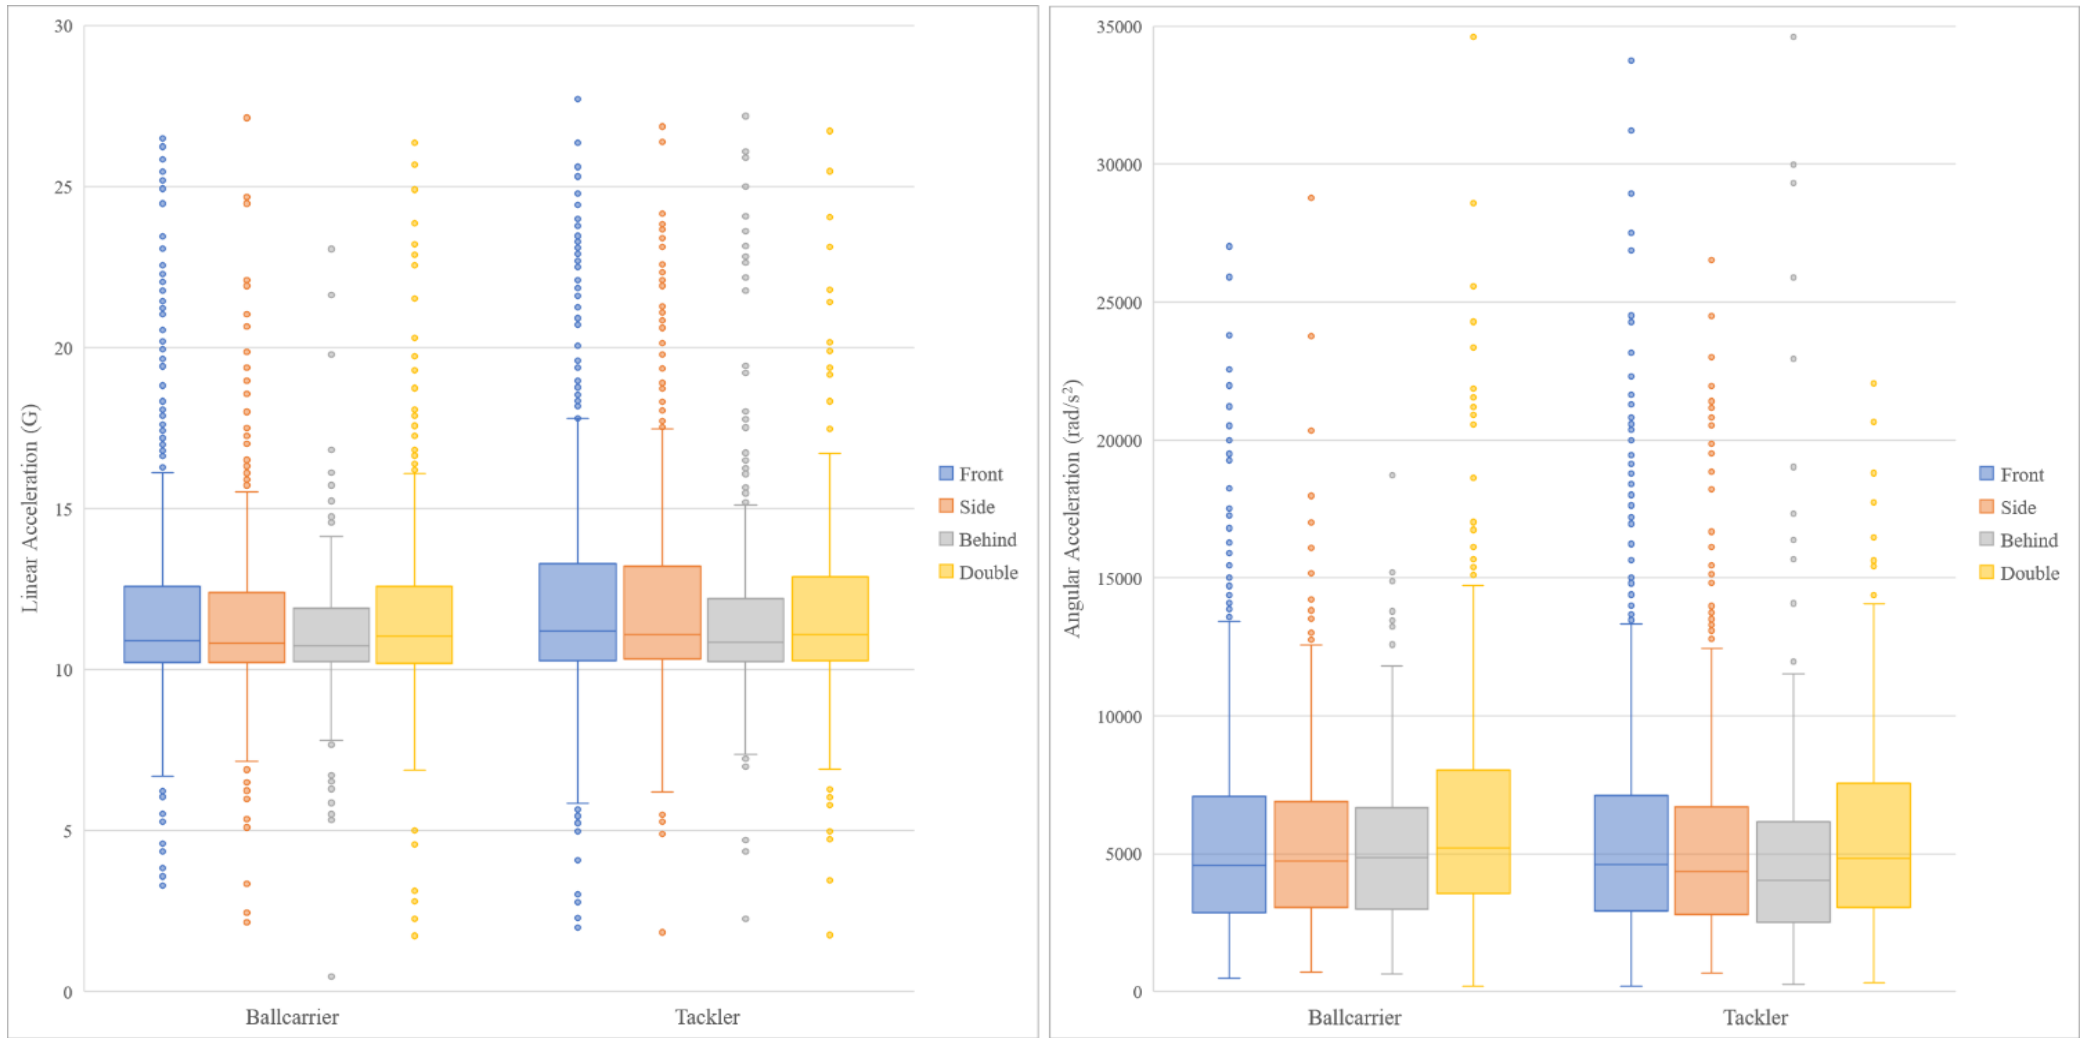 30
25
20
15
10
5
0
Linear Acceleration (G)
Ballcarrier
Tackler
Front
Side
Behind
Double
35000
30000
25000
20000
15000
10000
5000
0
Angular Acceleration (rad/s²)
Ballcarrier
Tackler
Front
Side
Behind
Double